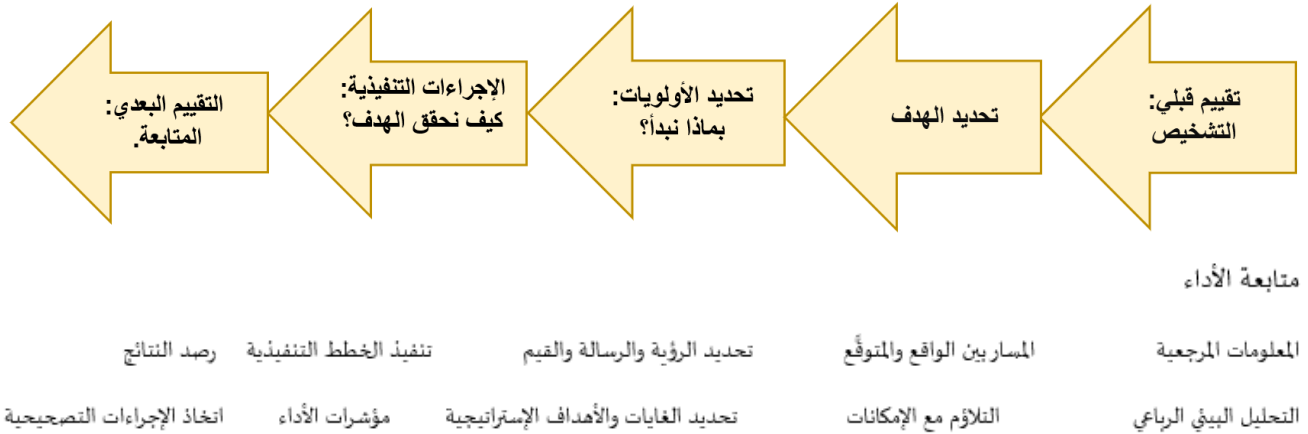 تقييم قبلي:
التشخيص
تحديد الهدف
تحديد الأولويات:
بماذا نبدأ؟
الإجراءات التنفيذية:
كيف نحقق الهدف؟
التقييم البعدي:
المتابعة.
متابعة الأداء
المعلومات المرجعية المسار بين الواقع والمتوقَّع تحديد الرؤية والرسالة والقيم تنفيذ الخطط التنفيذية رصد النتائج
التحليل البيئي الرباعي التلاؤم مع الإمكانات تحديد الغايات والأهداف الإستراتيجية مؤشرات الأداء اتخاذ الإجراءات التصحيحية